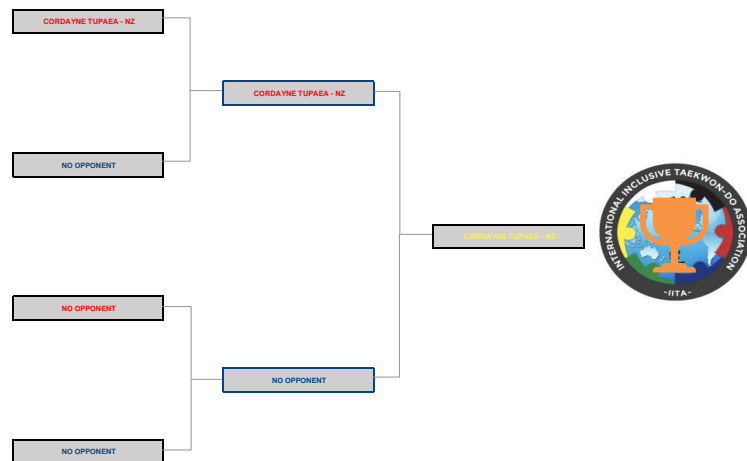 CORDAYNE TUPAEA - NZ
CORDAYNE TUPAEA - NZ
NO OPPONENT
CORDAYNE TUPAEA - NZ
NO OPPONENT
NO OPPONENT
NO OPPONENT
INTERNATIONAL INCLUSIVE TAEKWON-DO ASSOCIATION
-IITA-